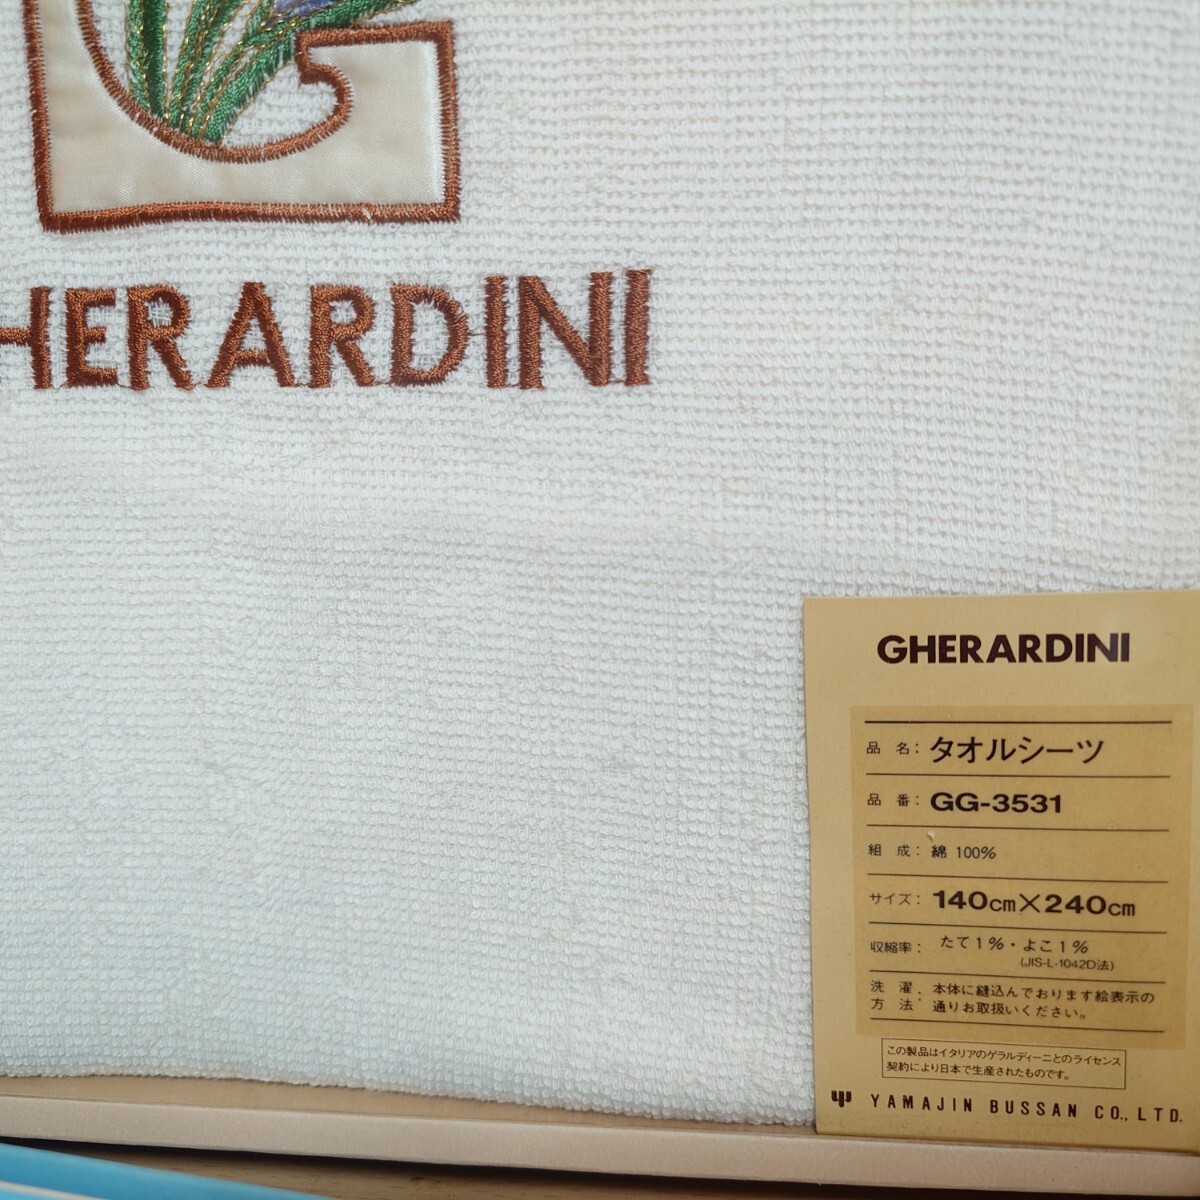 HERARDINI
GHERARDINI
品 名： タオルシーツ
品 番： GG-3531
組 成： 綿 100%
サイズ： 140cm×240cm
収縮率： たて1%・よこ1%
(JIS-L-1042D法)
洗 濯 方 法： 本体に縫込んでおります絵表示の
通りお取扱いください。
この製品はイタリアのゲラルディーニとのライセンス
契約により日本で生産されたものです。
YAMAJIN BUSSAN CO., LTD.